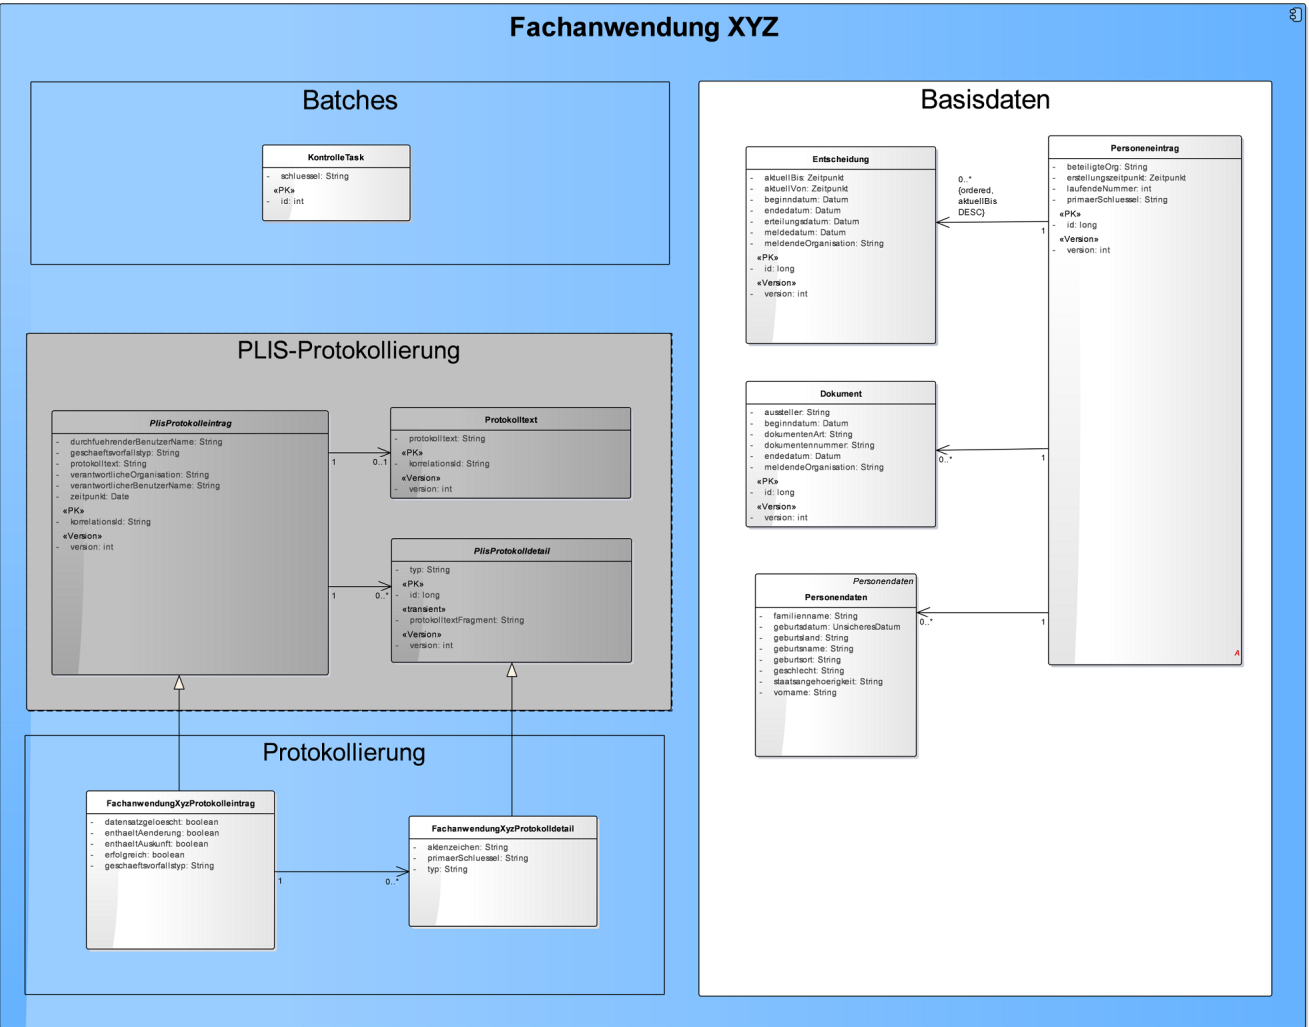 Fachanwendung XYZ
Batches
KontrolleTask
- schluessel: String
«PK»
- id: int
PLIS-Protokollierung
PlisProtokolleintrag
- durchfuehrenderBenutzerName: String
- geschaeftsvorfallstyp: String
- protokolltext: String
- verantwortlicheOrganisation: String
- verantwortlicherBenutzerName: String
- zeitpunkt: Date
«PK»
- korrelationsId: String
«Version»
- version: int
1
0..1
Protokolltext
- protokolltext: String
«PK»
- korrelationsId: String
«Version»
- version: int
1
0..*
PlisProtokolldetail
- typ: String
«PK»
- id: long
«transient»
- protokolltextFragment: String
«Version»
- version: int
Protokollierung
FachanwendungXyzProtokolleintrag
- datensatzgeloescht: boolean
- enthaeltAenderung: boolean
- enthaeltAuskunft: boolean
- erfolgreich: boolean
- geschaeftsvorfallstyp: String
1
0..*
FachanwendungXyzProtokolldetail
- aktenzeichen: String
- primaerSchluessel: String
- typ: String
Basisdaten
Entscheidung
- aktuellBis: Zeitpunkt
- aktuellVon: Zeitpunkt
- beginndatum: Datum
- endedatum: Datum
- erteilungsdatum: Datum
- meldedatum: Datum
- meldendeOrganisation: String
«PK»
- id: long
«Version»
- version: int
0..*
{ordered,
aktuellBis
DESC}
1
Personeneintrag
- beteiligteOrg: String
- erstellungszeitpunkt: Zeitpunkt
- laufendeNummer: int
- primaerSchluessel: String
«PK»
- id: long
«Version»
- version: int
A
Dokument
- aussteller: String
- beginndatum: Datum
- dokumentenArt: String
- dokumentennummer: String
- endedatum: Datum
- meldendeOrganisation: String
«PK»
- id: long
«Version»
- version: int
0..*
1
Personendaten
Personendaten
- familienname: String
- geburtsdatum: UnsicheresDatum
- geburtsland: String
- geburtsname: String
- geburtsort: String
- geschlecht: String
- staatsangehoerigkeit: String
- vorname: String
0..*
1